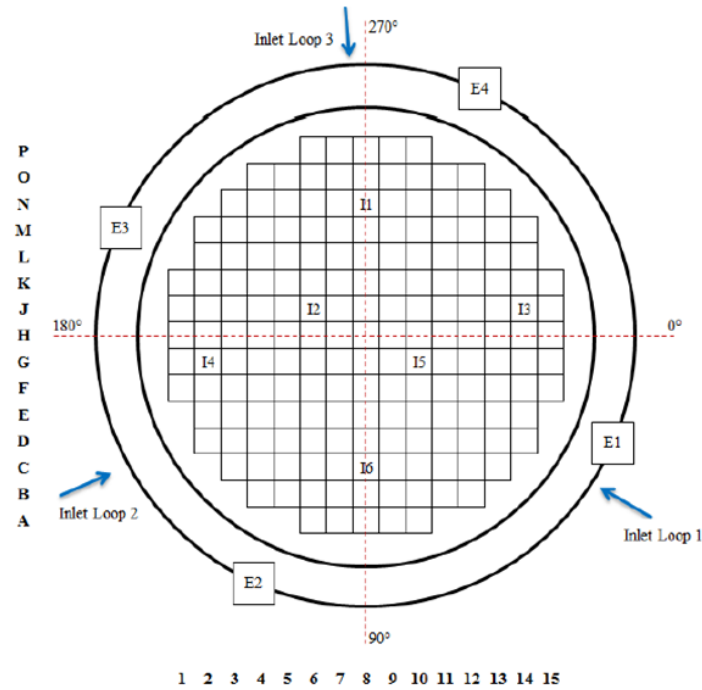 Inlet Loop 3
270°
E4
P
O
N
M
L
K
J
H
G
F
E
D
C
B
A
I1
E3
I2
I3
180°
0°
I4
I5
E1
I6
Inlet Loop 2
Inlet Loop 1
E2
90°
1 2 3 4 5 6 7 8 9 10 11 12 13 14 15